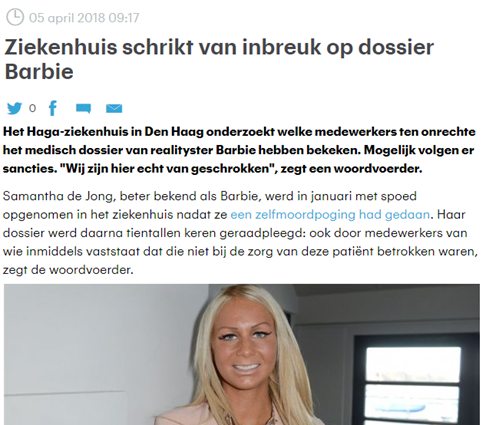 05 april 2018 09:17
Ziekenhuis schrikt van inbreuk op dossier
Barbie
0
Het Haga-ziekenhuis in Den Haag onderzoekt welke medewerkers ten onrechte
het medisch dossier van realityster Barbie hebben bekeken. Mogelijk volgen er
sancties. "Wij zijn hier echt van geschrokken", zegt een woordvoerder.
Samantha de Jong, beter bekend als Barbie, werd in januari met spoed
opgenomen in het ziekenhuis nadat ze een zelfmoordpoging had gedaan. Haar
dossier werd daarna tientallen keren geraadpleegd: ook door medewerkers van
wie inmiddels vaststaat dat die niet bij de zorg van deze patiënt betrokken waren,
zegt de woordvoerder.